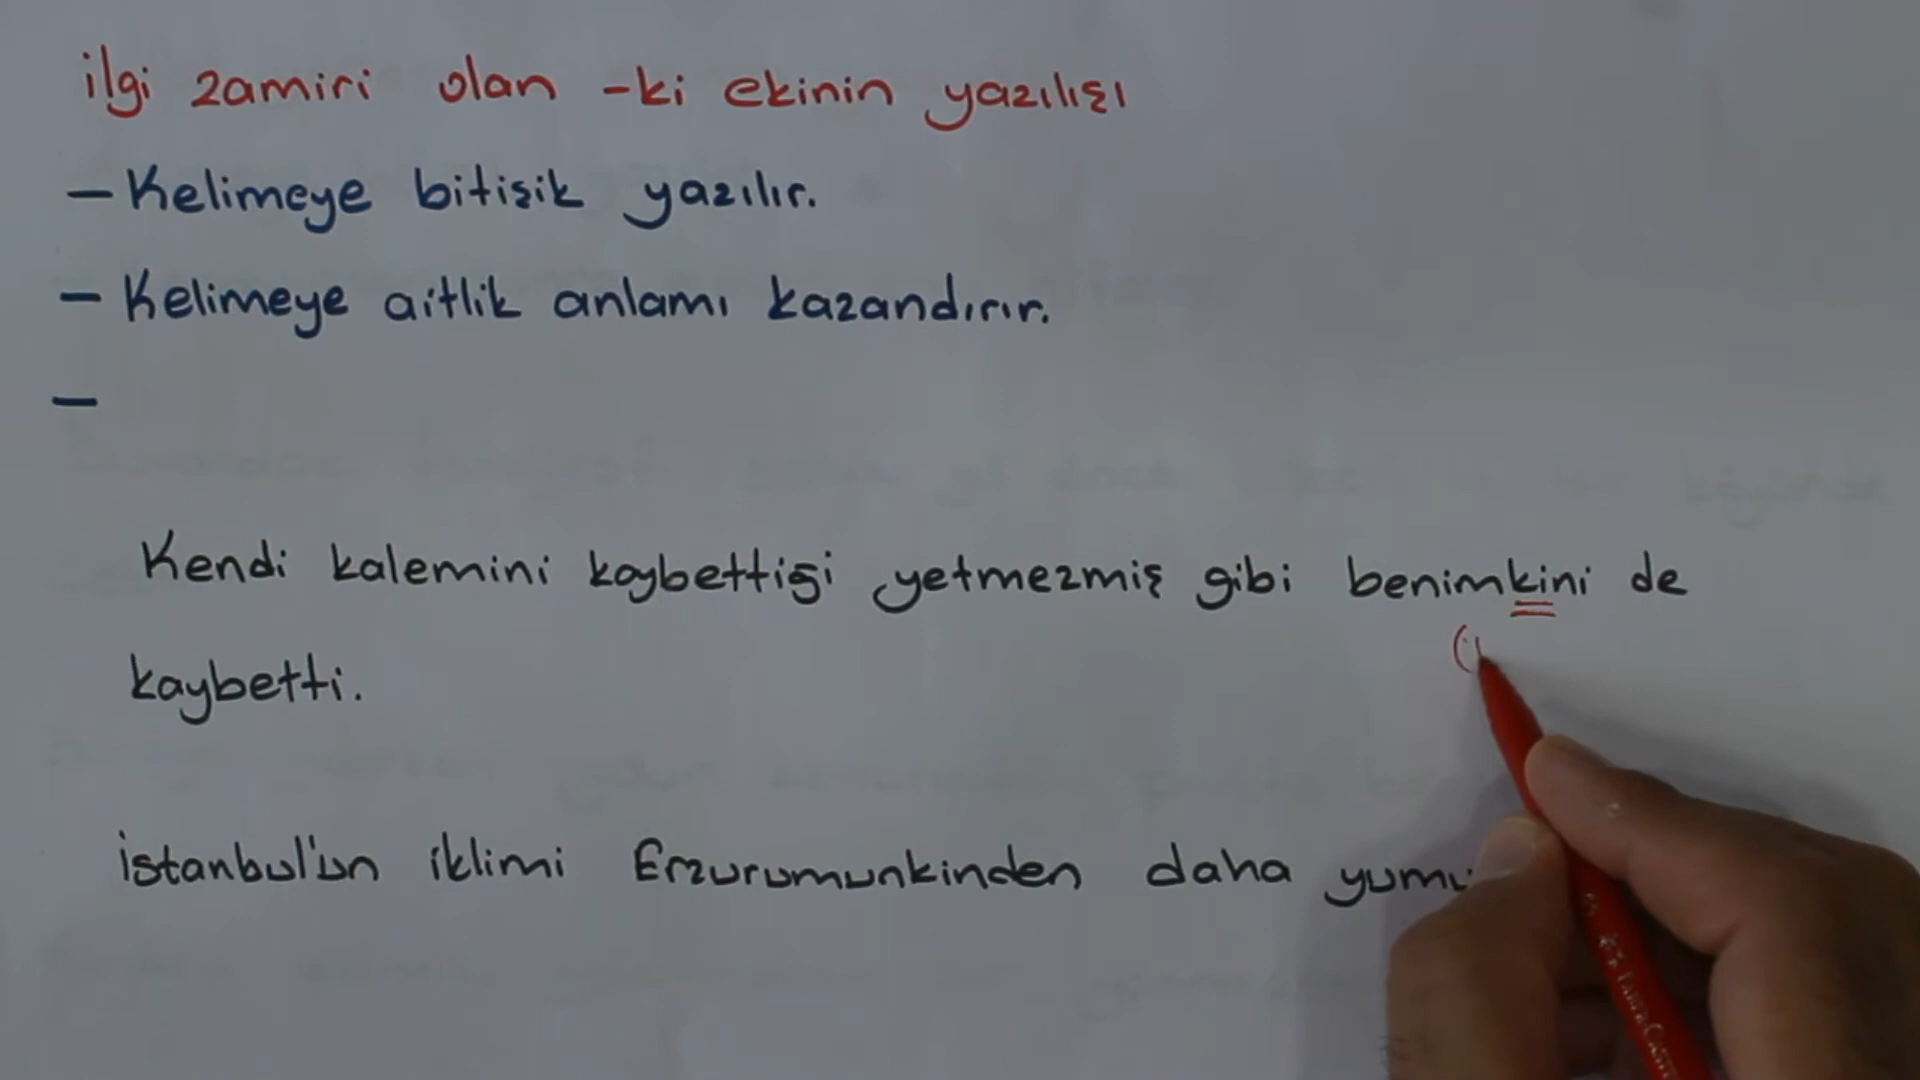 ilgi zamiri olan -ki ekinin yazılışı
— Kelimeye bitişik yazılır.
— Kelimeye aitlik anlamı kazandırır.
—
Kendi kalemini kaybettiği yetmezmiş gibi benimkini de
kaybetti.
İstanbul'un iklimi Erzurumunkinden daha